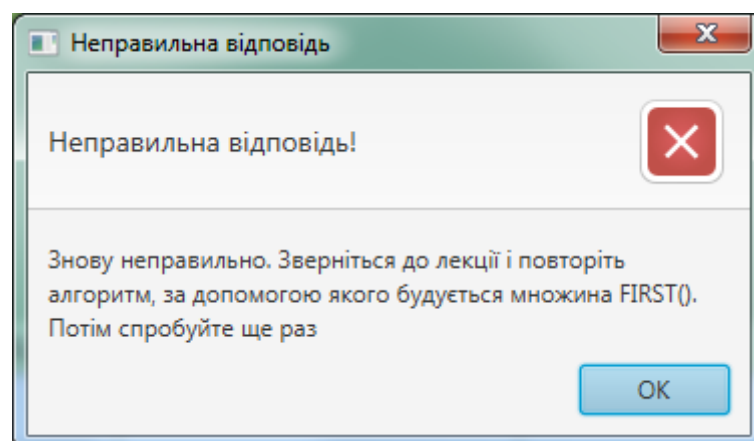 Неправильна відповідь
Неправильна відповідь!
Знову неправильно. Зверніться до лекції і повторіть
алгоритм, за допомогою якого будується множина FIRST().
Потім спробуйте ще раз
OK